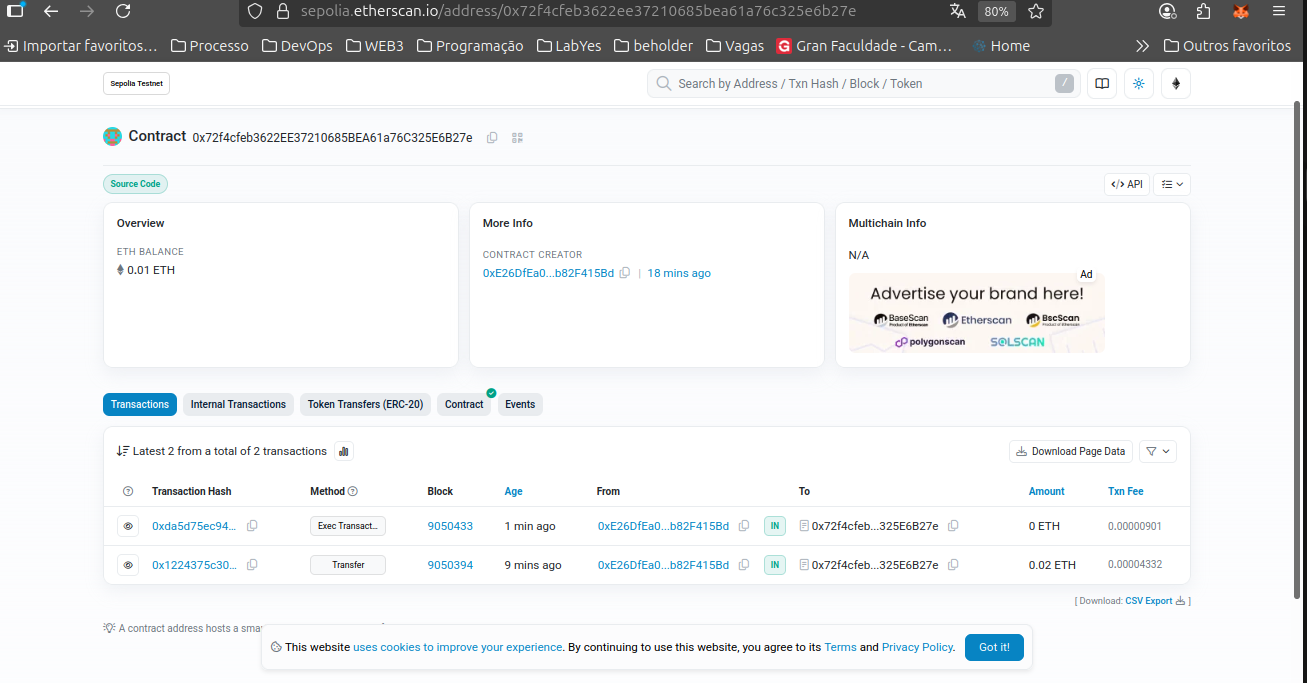 sepolia.etherscan.io/address/0x72f4cfeb3622ee37210685bea61a76c325e6b27e
80%
Importar favoritos… Processo DevOps WEB3 Programação LabYes beholder Vagas Gran Faculdade - Cam… Home Outros favoritos
Sepolia Testnet
Search by Address / Txn Hash / Block / Token /
Contract 0x72f4cfeb3622EE37210685BEA61a76C325E6B27e
Source Code
</> API
Overview
ETH BALANCE
0.01 ETH
More Info
CONTRACT CREATOR
0xE26DfEa0...b82F415Bd | 18 mins ago
Multichain Info
N/A
Ad
Advertise your brand here!
BaseScan
Product of Etherscan
Etherscan
BscScan
Product of Etherscan
polygonscan
SOLSCAN
Transactions Internal Transactions Token Transfers (ERC-20) Contract Events
Latest 2 from a total of 2 transactions
Download Page Data
Transaction Hash Method Block Age From To Amount Txn Fee
0xda5d75ec94... Exec Transact... 9050433 1 min ago 0xE26DfEa0...b82F415Bd IN 0x72f4cfeb...325E6B27e 0 ETH 0.00000901
0x1224375c30... Transfer 9050394 9 mins ago 0xE26DfEa0...b82F415Bd IN 0x72f4cfeb...325E6B27e 0.02 ETH 0.00004332
[ Download: CSV Export ]
A contract address hosts a sma
This website uses cookies to improve your experience. By continuing to use this website, you agree to its Terms and Privacy Policy.
Got it!